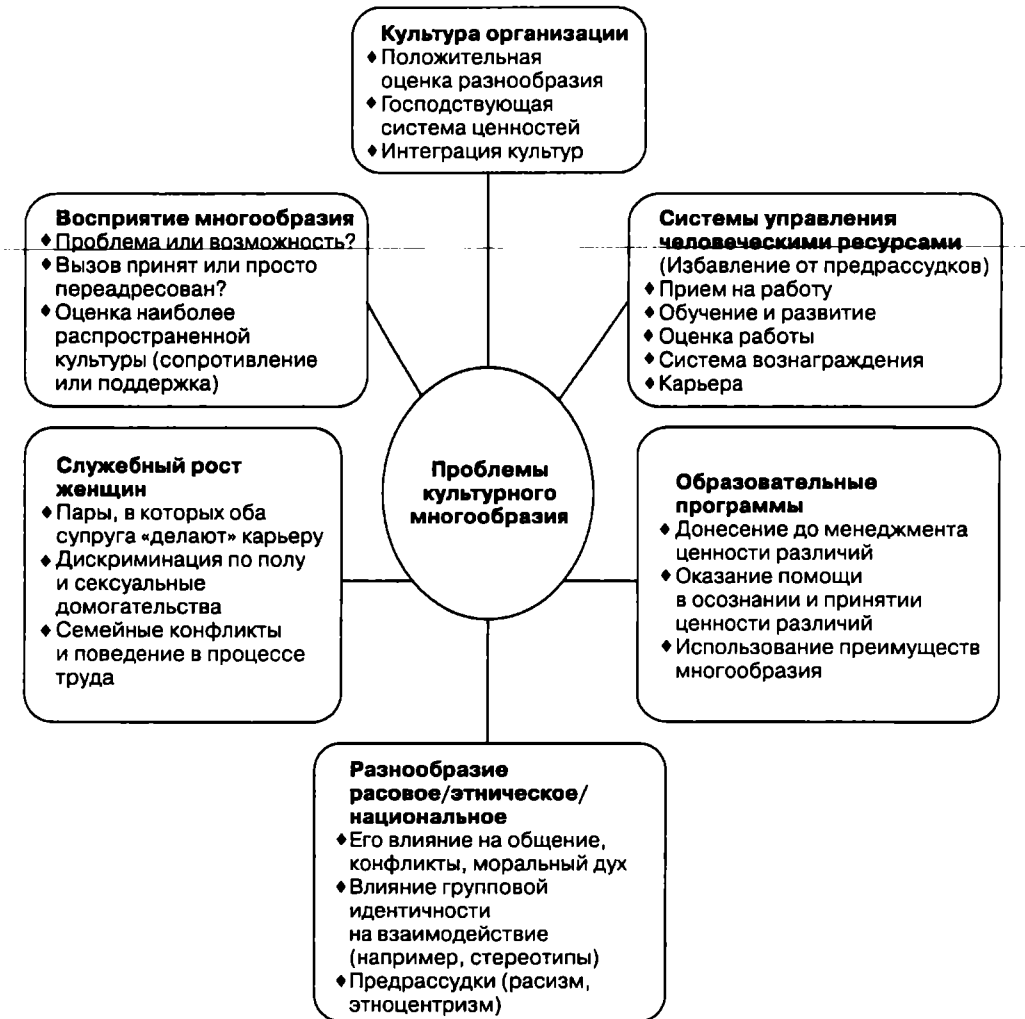 Культура организации
♦ Положительная
оценка разнообразия
♦ Господствующая
система ценностей
♦ Интеграция культур
Восприятие многообразия
♦ Проблема или возможность?
♦ Вызов принят или просто
переадресован?
♦ Оценка наиболее
распространенной
культуры (сопротивление
или поддержка)
Системы управления
человеческими ресурсами
(Избавление от предрассудков)
♦ Прием на работу
♦ Обучение и развитие
♦ Оценка работы
♦ Система вознаграждения
♦ Карьера
Проблемы
культурного
многообразия
Служебный рост
женщин
♦ Пары, в которых оба
супруга «делают» карьеру
♦ Дискриминация по полу
и сексуальные
домогательства
♦ Семейные конфликты
и поведение в процессе
труда
Образовательные
программы
♦ Донесение до менеджмента
ценности различий
♦ Оказание помощи
в осознании и принятии
ценности различий
♦ Использование преимуществ
многообразия
Разнообразие
расовое/этническое/
национальное
♦ Его влияние на общение,
конфликты, моральный дух
♦ Влияние групповой
идентичности
на взаимодействие
(например, стереотипы)
♦ Предрассудки (расизм,
этноцентризм)